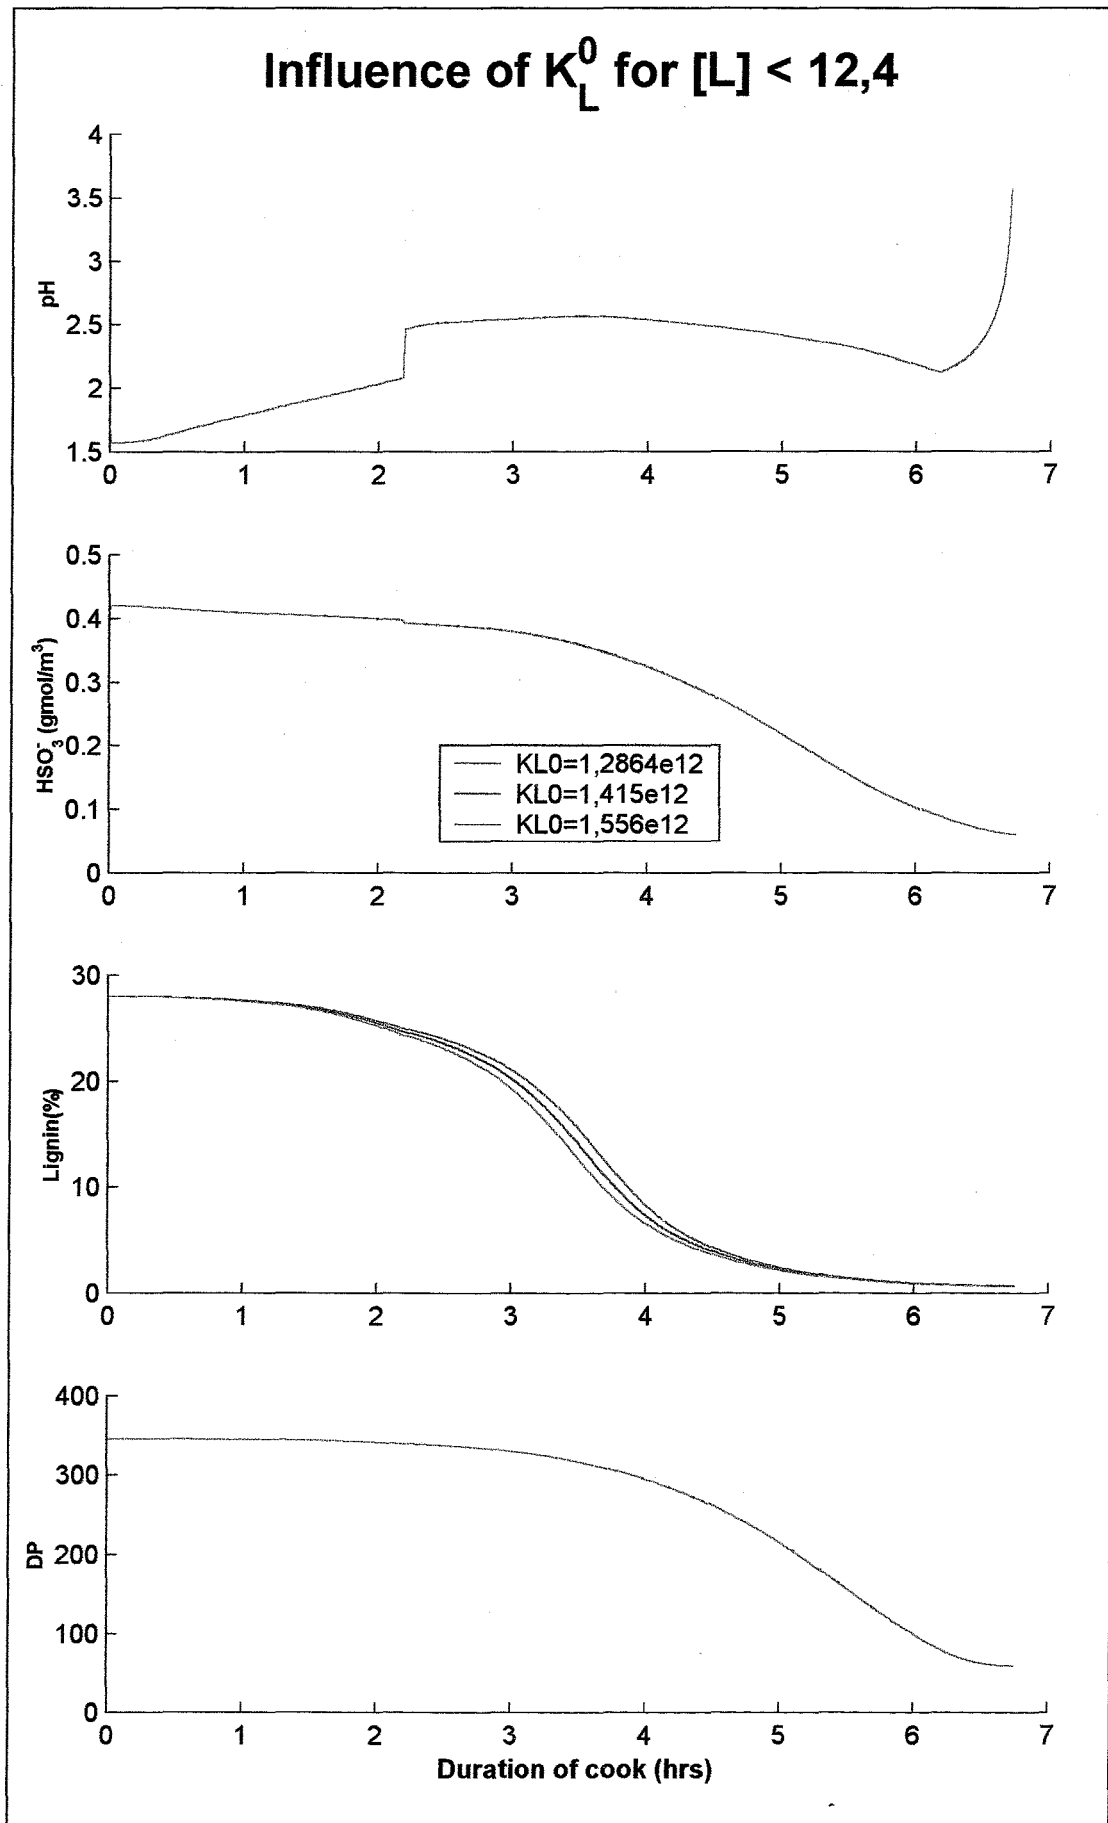 Influence of K_L^0 for [L] < 12,4
4
3.5
3
2.5
2
1.5
pH
0 1 2 3 4 5 6 7
0.5
0.4
0.3
0.2
0.1
0
HSO3- (gmol/m3)
KL0=1,2864e12
KL0=1,415e12
KL0=1,556e12
0 1 2 3 4 5 6 7
30
20
10
0
Lignin(%)
0 1 2 3 4 5 6 7
400
300
200
100
0
DP
0 1 2 3 4 5 6 7
Duration of cook (hrs)